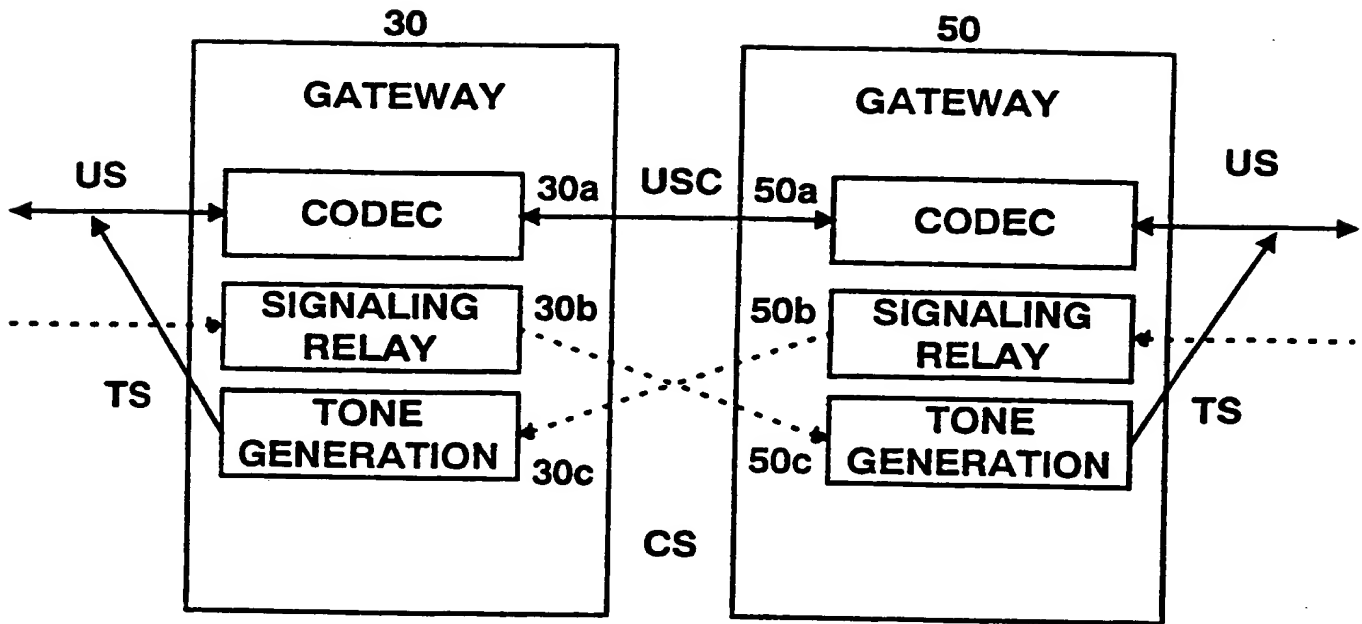 30
50
GATEWAY
GATEWAY
US
30a
USC
50a
US
CODEC
CODEC
SIGNALING
RELAY
30b
50b
SIGNALING
RELAY
TS
TONE
GENERATION
30c
50c
TONE
GENERATION
TS
CS